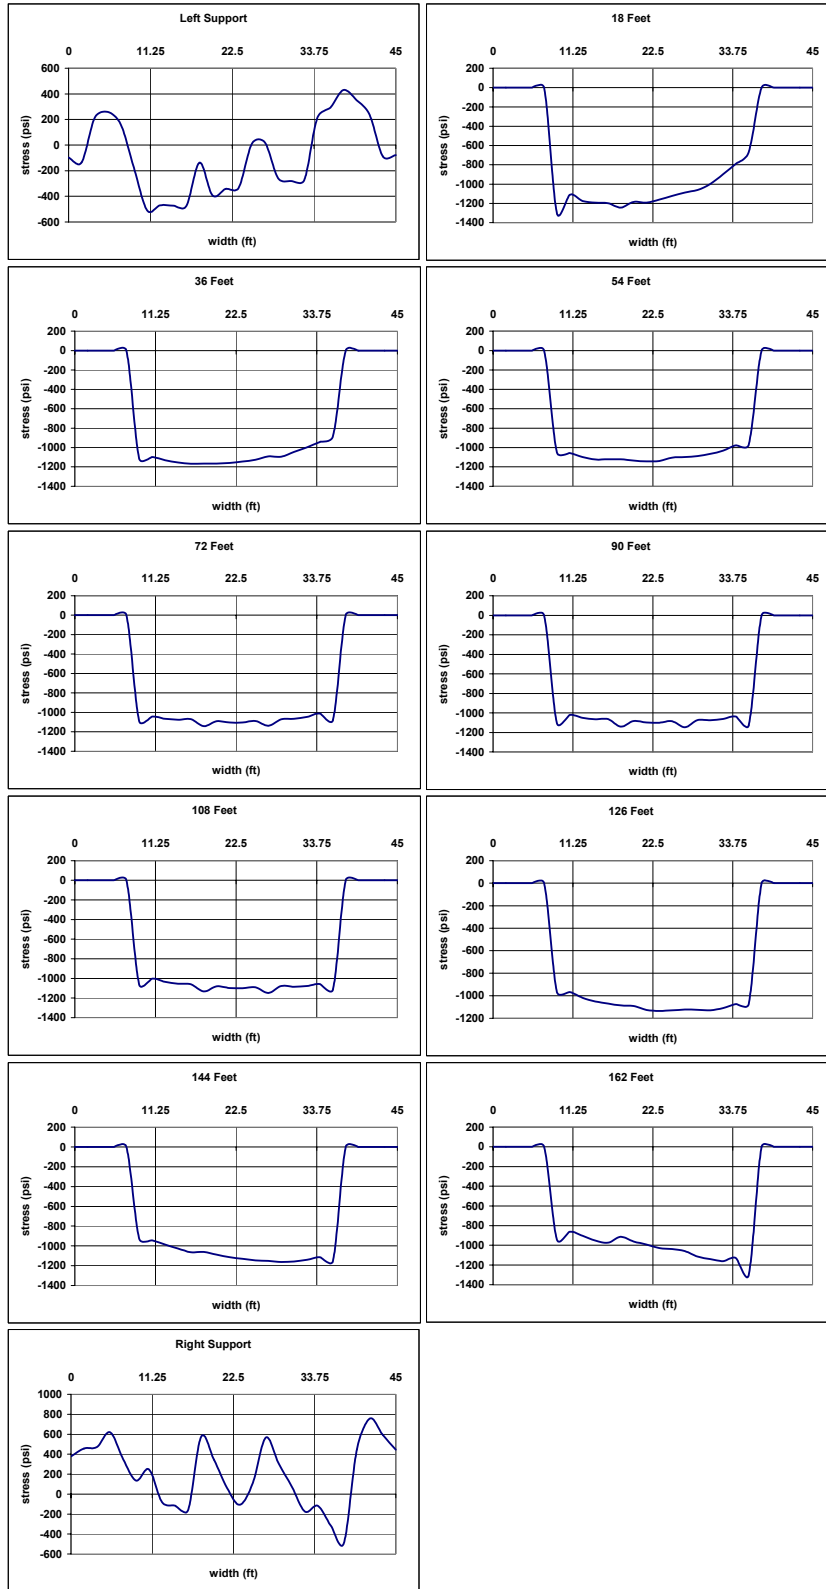 Left Support
0 11.25 22.5 33.75 45
600
400
200
0
-200
-400
-600
stress (psi)
width (ft)
18 Feet
0 11.25 22.5 33.75 45
200
0
-200
-400
-600
-800
-1000
-1200
-1400
stress (psi)
width (ft)
36 Feet
0 11.25 22.5 33.75 45
200
0
-200
-400
-600
-800
-1000
-1200
-1400
stress (psi)
width (ft)
54 Feet
0 11.25 22.5 33.75 45
200
0
-200
-400
-600
-800
-1000
-1200
-1400
stress (psi)
width (ft)
72 Feet
0 11.25 22.5 33.75 45
200
0
-200
-400
-600
-800
-1000
-1200
-1400
stress (psi)
width (ft)
90 Feet
0 11.25 22.5 33.75 45
200
0
-200
-400
-600
-800
-1000
-1200
-1400
stress (psi)
width (ft)
108 Feet
0 11.25 22.5 33.75 45
200
0
-200
-400
-600
-800
-1000
-1200
-1400
stress (psi)
width (ft)
126 Feet
0 11.25 22.5 33.75 45
200
0
-200
-400
-600
-800
-1000
-1200
stress (psi)
width (ft)
144 Feet
0 11.25 22.5 33.75 45
200
0
-200
-400
-600
-800
-1000
-1200
-1400
stress (psi)
width (ft)
162 Feet
0 11.25 22.5 33.75 45
200
0
-200
-400
-600
-800
-1000
-1200
-1400
stress (psi)
width (ft)
Right Support
0 11.25 22.5 33.75 45
1000
800
600
400
200
0
-200
-400
-600
stress (psi)
width (ft)